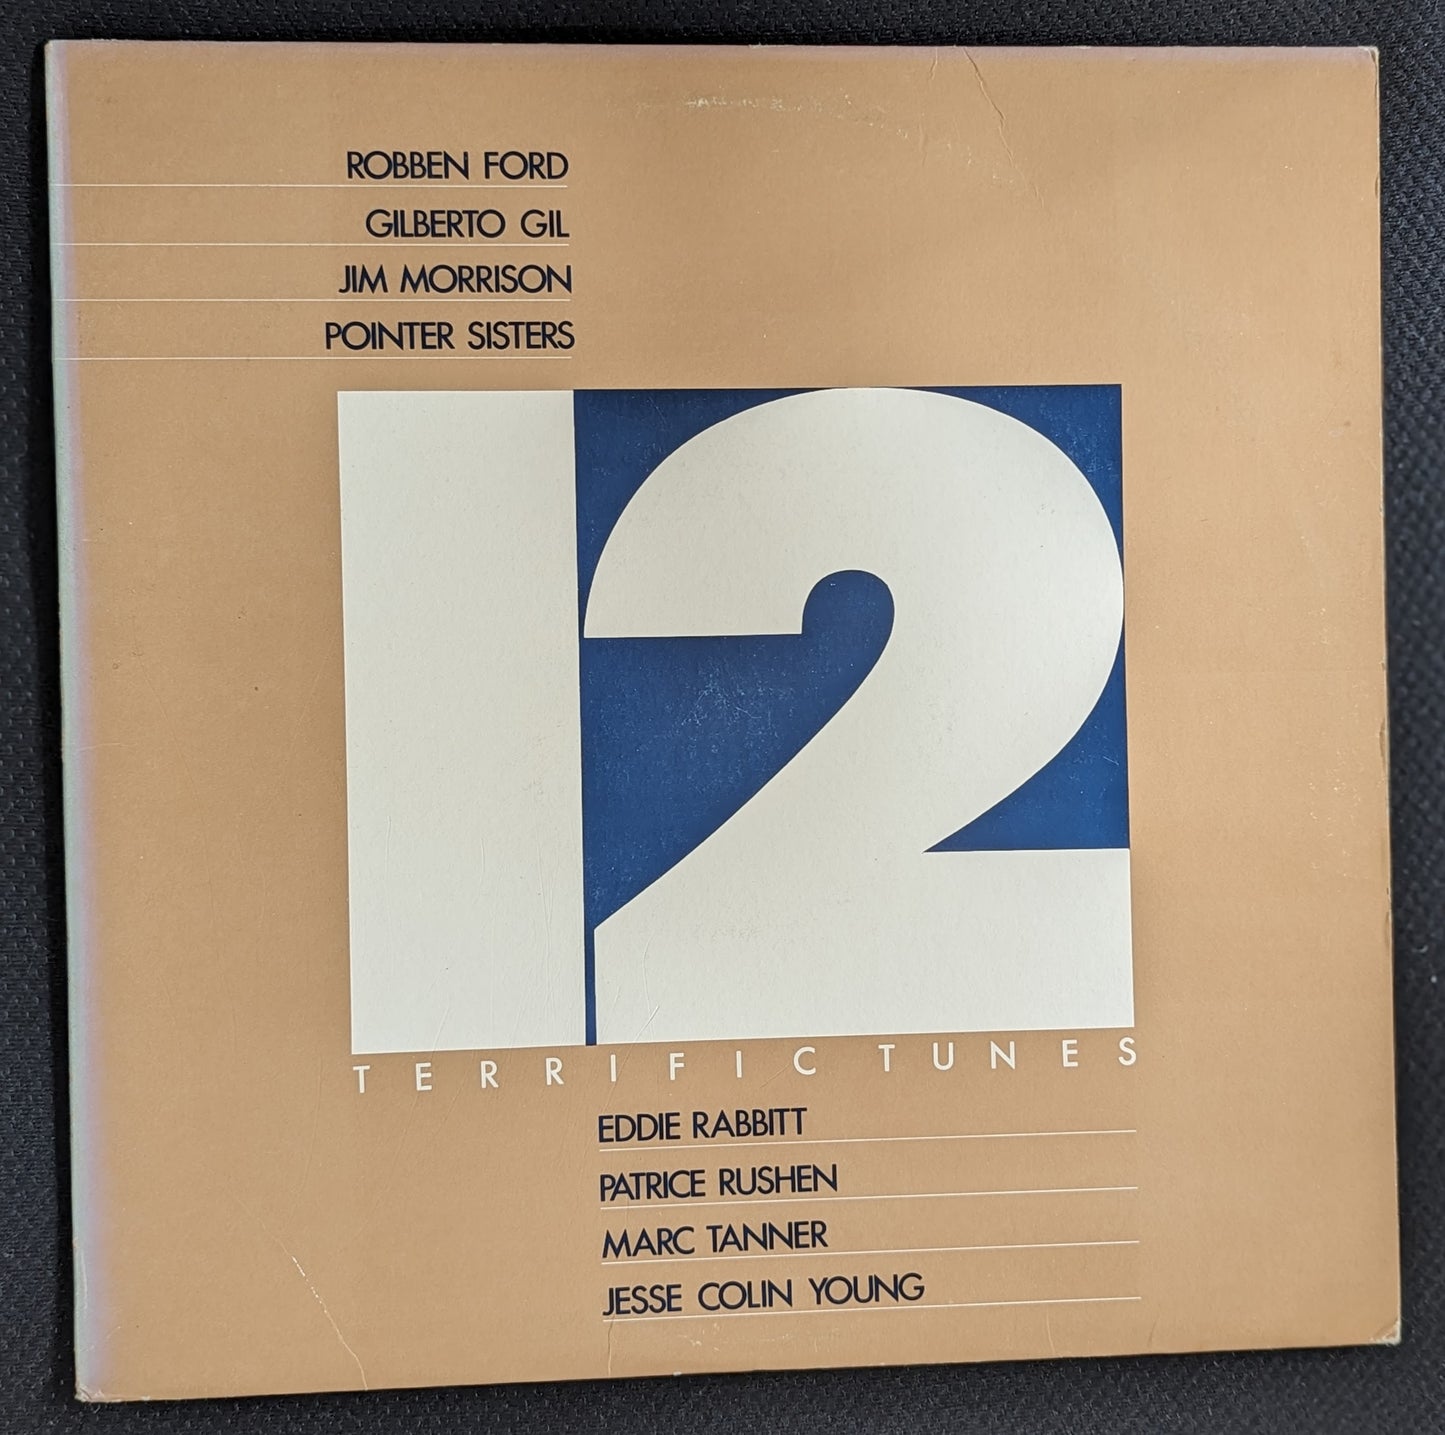 ROBBEN FORD
GILBERTO GIL
JIM MORRISON
POINTER SISTERS
12
TERRIFIC TUNES
EDDIE RABBITT
PATRICE RUSHEN
MARC TANNER
JESSE COLIN YOUNG